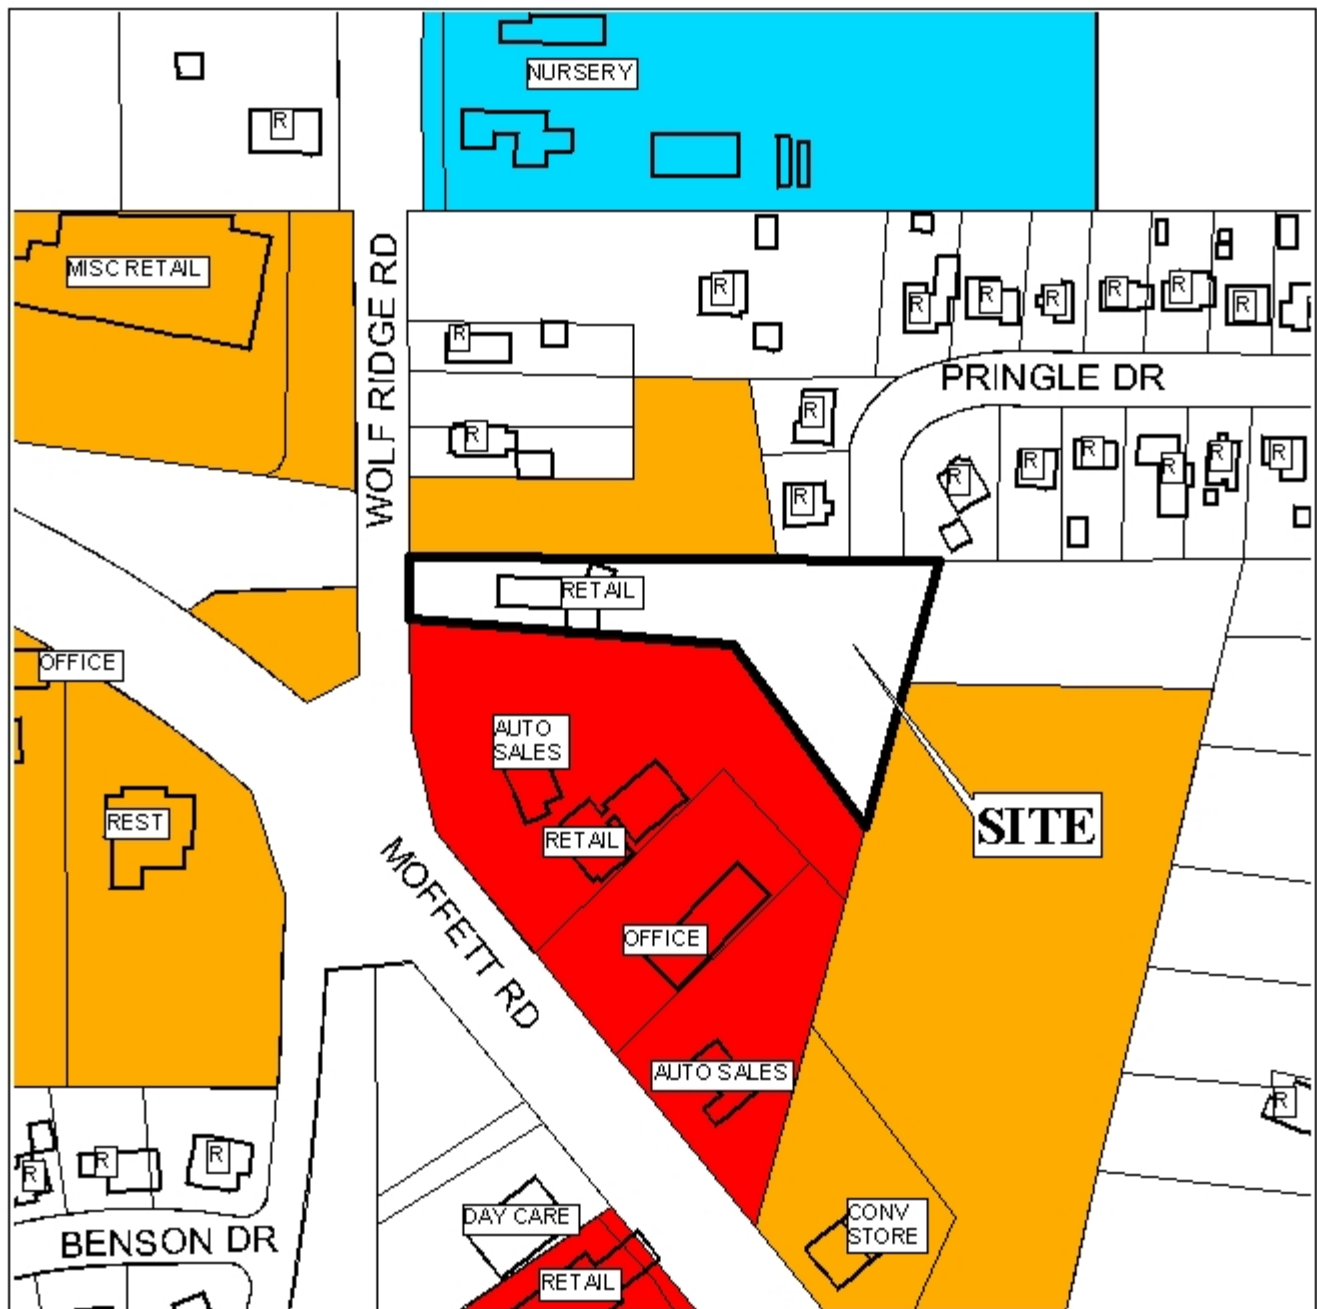 NURSERY
R
MISC RETAIL
WOLF RIDGE RD
R
R
R
R
R
R
R
R
R
PRINGLE DR
R
R
R
R
R
R
R
R
R
RETAIL
OFFICE
AUTO
SALES
REST
RETAIL
SITE
MOFFETT RD
OFFICE
AUTO SALES
R
R
R
R
DAY CARE
CONV
STORE
BENSON DR
RETAIL